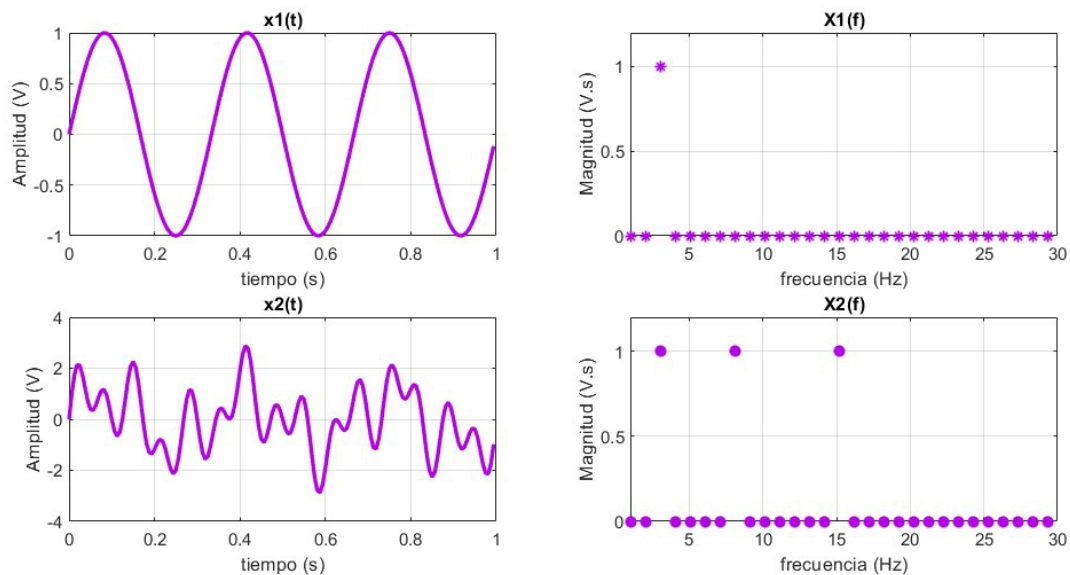 x1(t)
1
0.5
0
-0.5
-1
Amplitud (V)
0 0.2 0.4 0.6 0.8 1
tiempo (s)
X1(f)
1
0.5
0
Magnitud (V.s)
5 10 15 20 25 30
frecuencia (Hz)
x2(t)
4
2
0
-2
-4
Amplitud (V)
0 0.2 0.4 0.6 0.8 1
tiempo (s)
X2(f)
1
0.5
0
Magnitud (V.s)
5 10 15 20 25 30
frecuencia (Hz)